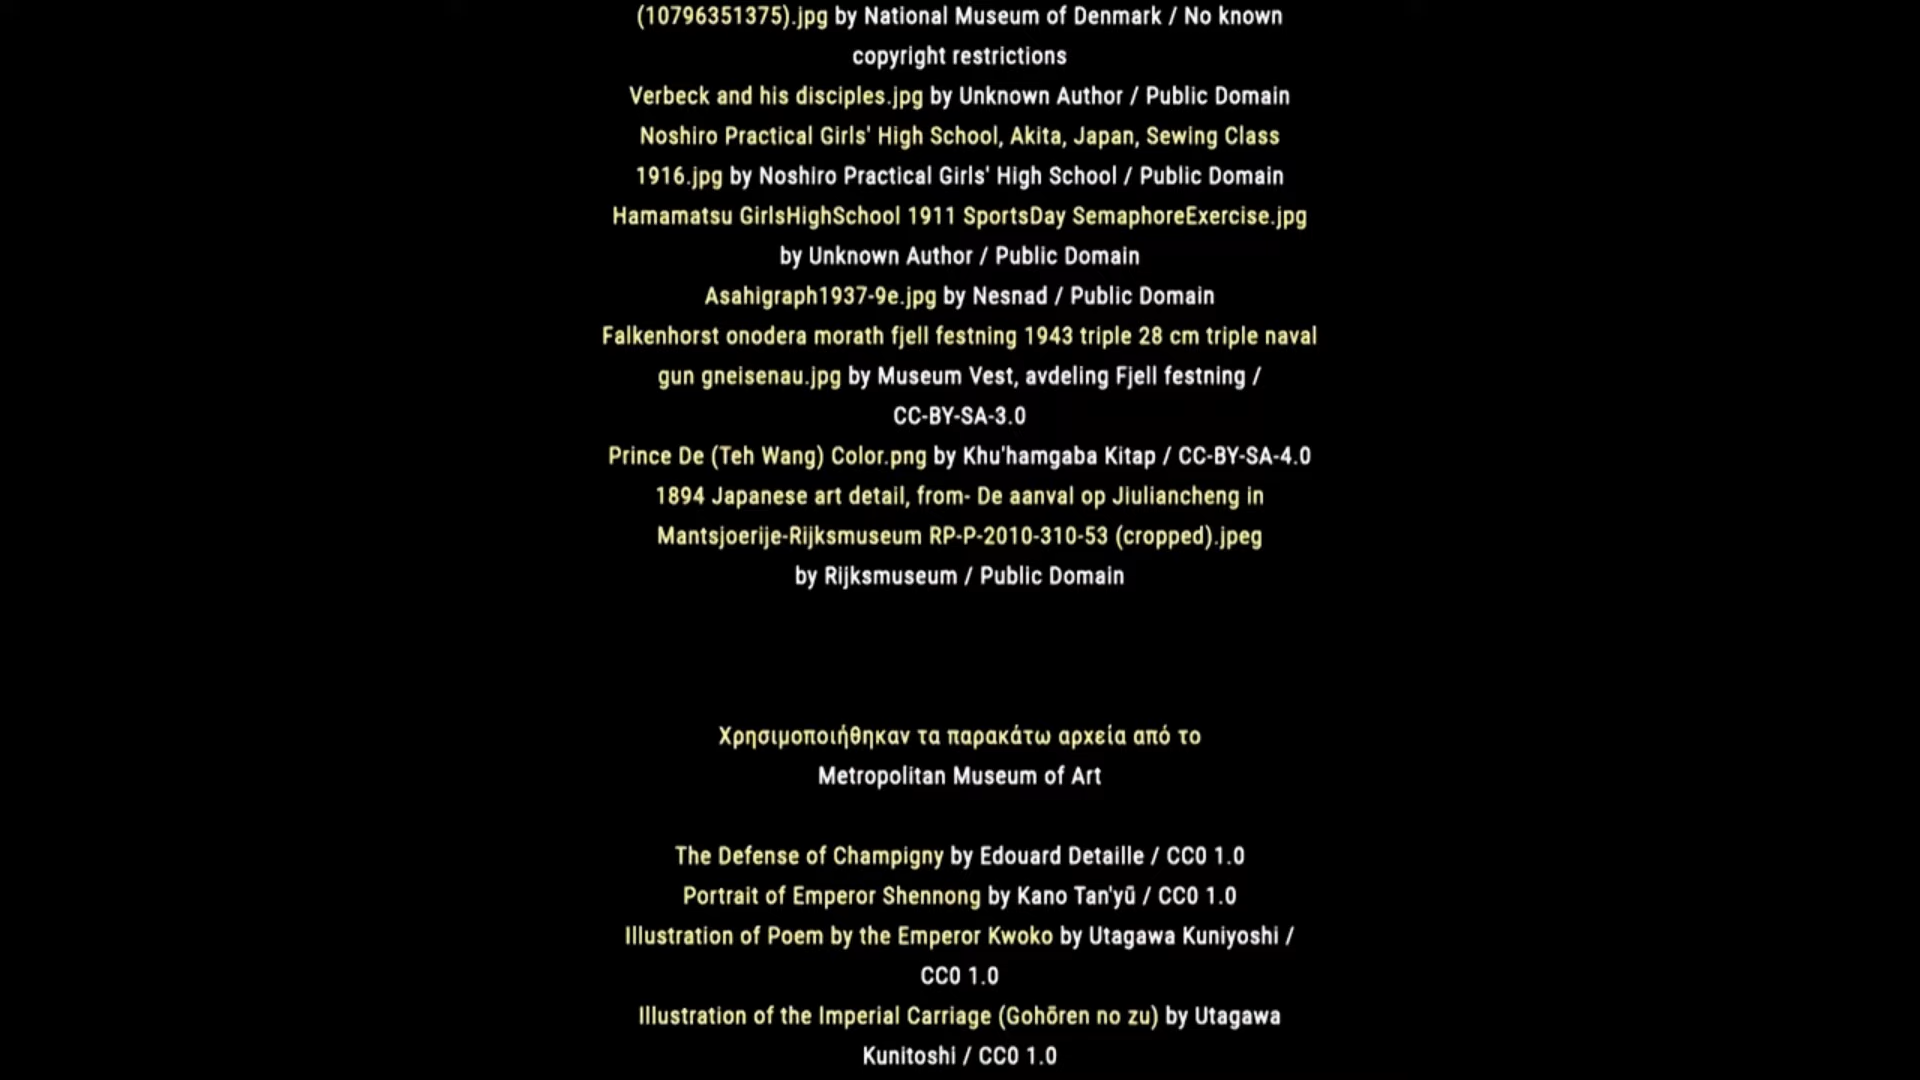 (10796351375).jpg by National Museum of Denmark / No known
copyright restrictions
Verbeck and his disciples.jpg by Unknown Author / Public Domain
Noshiro Practical Girls' High School, Akita, Japan, Sewing Class
1916.jpg by Noshiro Practical Girls' High School / Public Domain
Hamamatsu GirlsHighSchool 1911 SportsDay SemaphoreExercise.jpg
by Unknown Author / Public Domain
Asahigraph1937-9e.jpg by Nesnad / Public Domain
Falkenhorst onodera morath fjell festning 1943 triple 28 cm triple naval
gun gneisenau.jpg by Museum Vest, avdeling Fjell festning /
CC-BY-SA-3.0
Prince De (Teh Wang) Color.png by Khu'hamgaba Kitap / CC-BY-SA-4.0
1894 Japanese art detail, from- De aanval op Jiuliancheng in
Mantsjoerije-Rijksmuseum RP-P-2010-310-53 (cropped).jpeg
by Rijksmuseum / Public Domain
Χρησιμοποιήθηκαν τα παρακάτω αρχεία από το
Metropolitan Museum of Art
The Defense of Champigny by Edouard Detaille / CC0 1.0
Portrait of Emperor Shennong by Kano Tan'yū / CC0 1.0
Illustration of Poem by the Emperor Kwoko by Utagawa Kuniyoshi /
CC0 1.0
Illustration of the Imperial Carriage (Gohōren no zu) by Utagawa
Kunitoshi / CC0 1.0